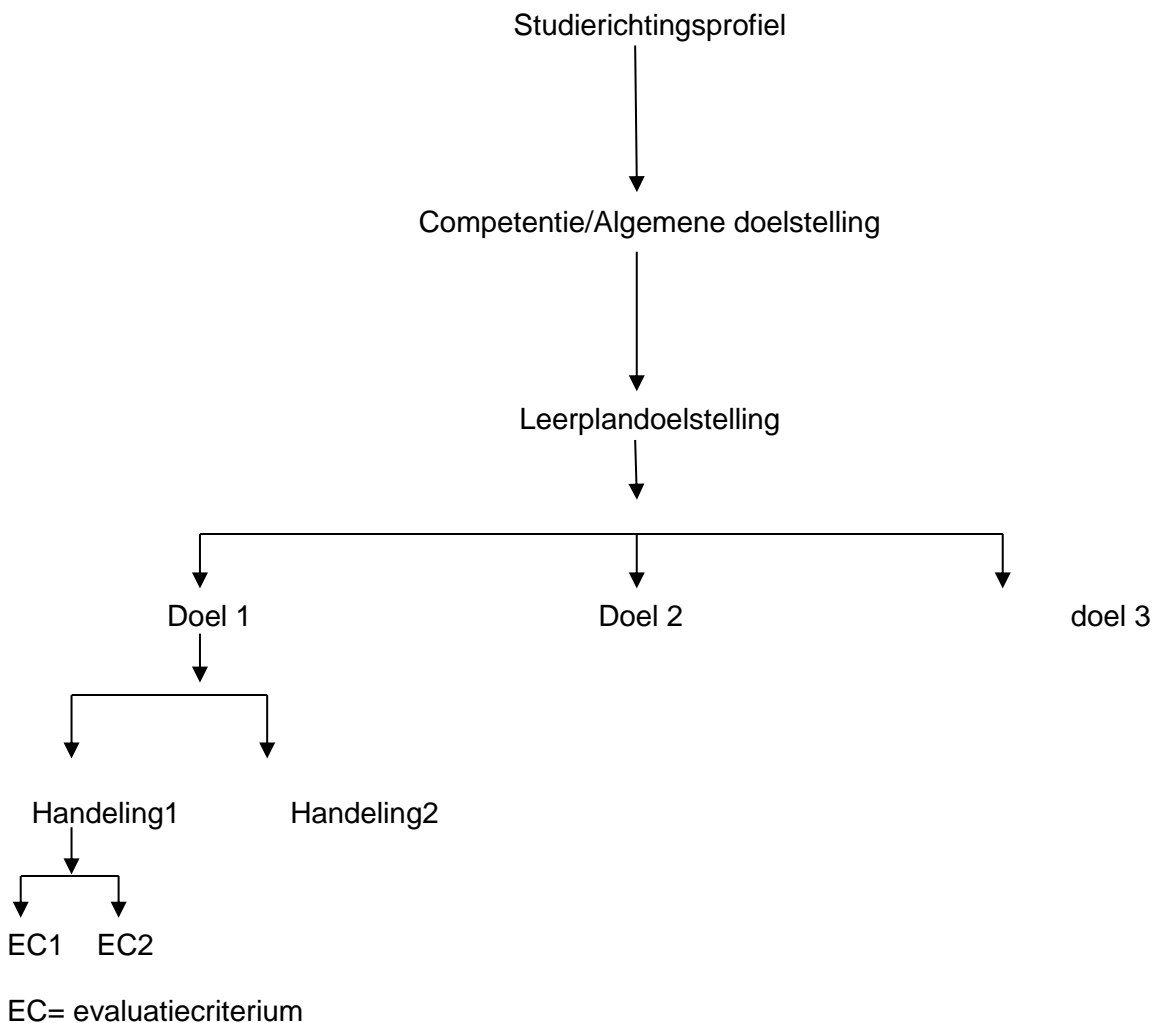 Studierichtingsprofiel
Competentie/Algemene doelstelling
Leerplandoelstelling
Doel 1 Doel 2 doel 3
Handeling1 Handeling2
EC1 EC2
EC= evaluatiecriterium